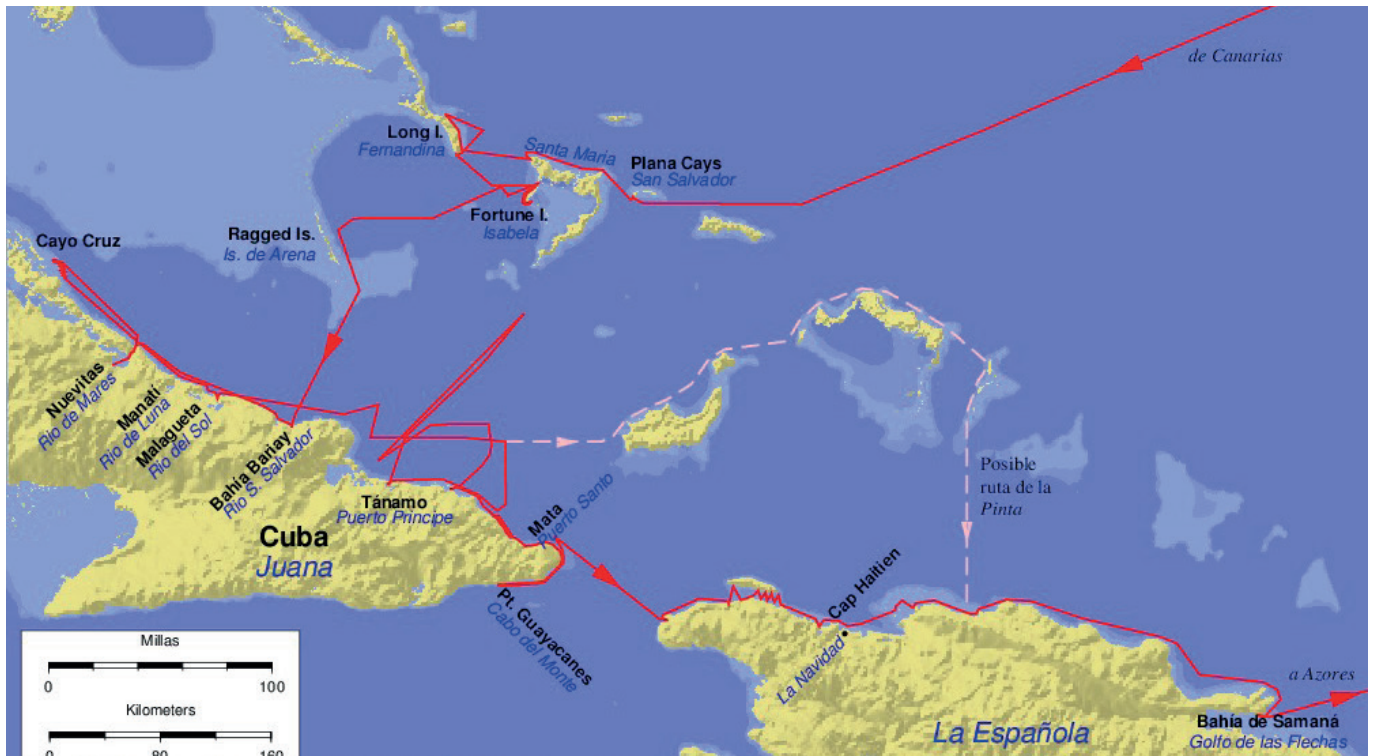 de Canarias
Long I.
Fernandina
Santa Maria
Plana Cays
San Salvador
Fortune I.
Isabela
Ragged Is.
Is. de Arena
Cayo Cruz
Nuevitas
Rio de Mares
Manatí
Rio de Luna
Malagueta
Rio del Sol
Bahía Bariay
Rio S. Salvador
Tánamo
Puerto Principe
Cuba
Juana
Mata
Puerto Santo
Pt. Guayacanes
Cabo del Monte
Posible
ruta de la
Pinta
Cap Haïtien
La Navidad
La Española
a Azores
Bahía de Samaná
Golfo de las Flechas
Millas
0 100
Kilometers
0 80 160